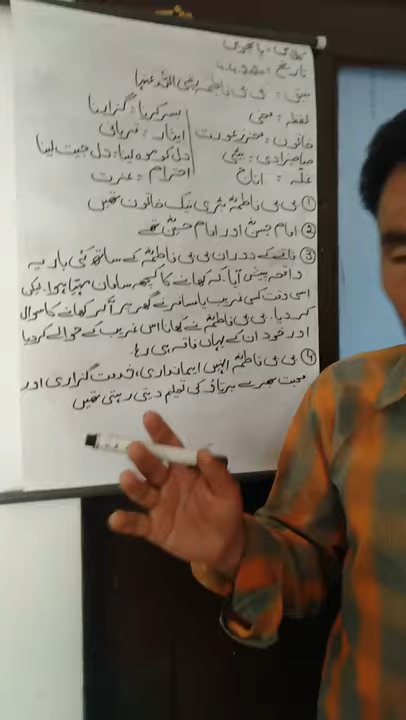 کلاس : پانچویں
تاریخ :
سبق : بی بی فاطمہ رضی اللہ عنہا
لفظ : معنی بسر کرنا : گزارنا
خاتون : معزز عورت ایثار : قربانی
صاحبزادی : بیٹی دل کو موہ لینا : دل جیت لینا
غلّہ : اناج احترام : عزت
① بی بی فاطمہؓ بڑی نیک خاتون تھیں
② امام حسنؓ اور امام حسینؓ تھے
③ فاقے کے دوران بی بی فاطمہؓ کے ساتھ کئی بار یہ
واقعہ پیش آیا کہ کھانے کا کچھ سامان مہیا ہوا لیکن
اسی وقت کسی غریب یا مسافر نے گھر پر آکر کھانے کا سوال
کر دیا۔ بی بی فاطمہؓ نے کھانا اس غریب کے حوالے کردیا
اور خود ان کے یہاں فاقہ ہی رہا۔
④ بی بی فاطمہؓ انہیں ایمانداری، خدمت گزاری اور
محبت بھرے برتاؤ کی تعلیم دیتی رہتی تھیں